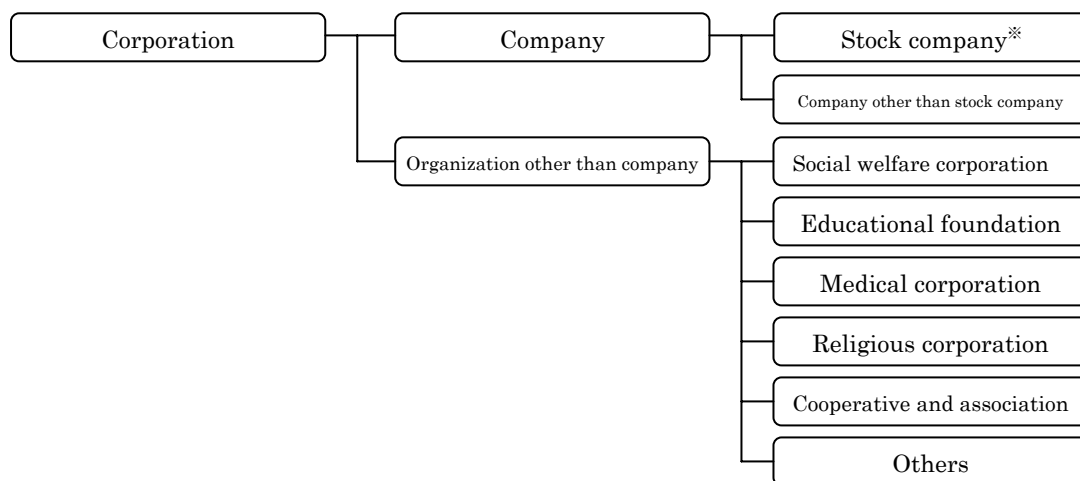 Corporation
Company
Stock company※
Company other than stock company
Organization other than company
Social welfare corporation
Educational foundation
Medical corporation
Religious corporation
Cooperative and association
Others